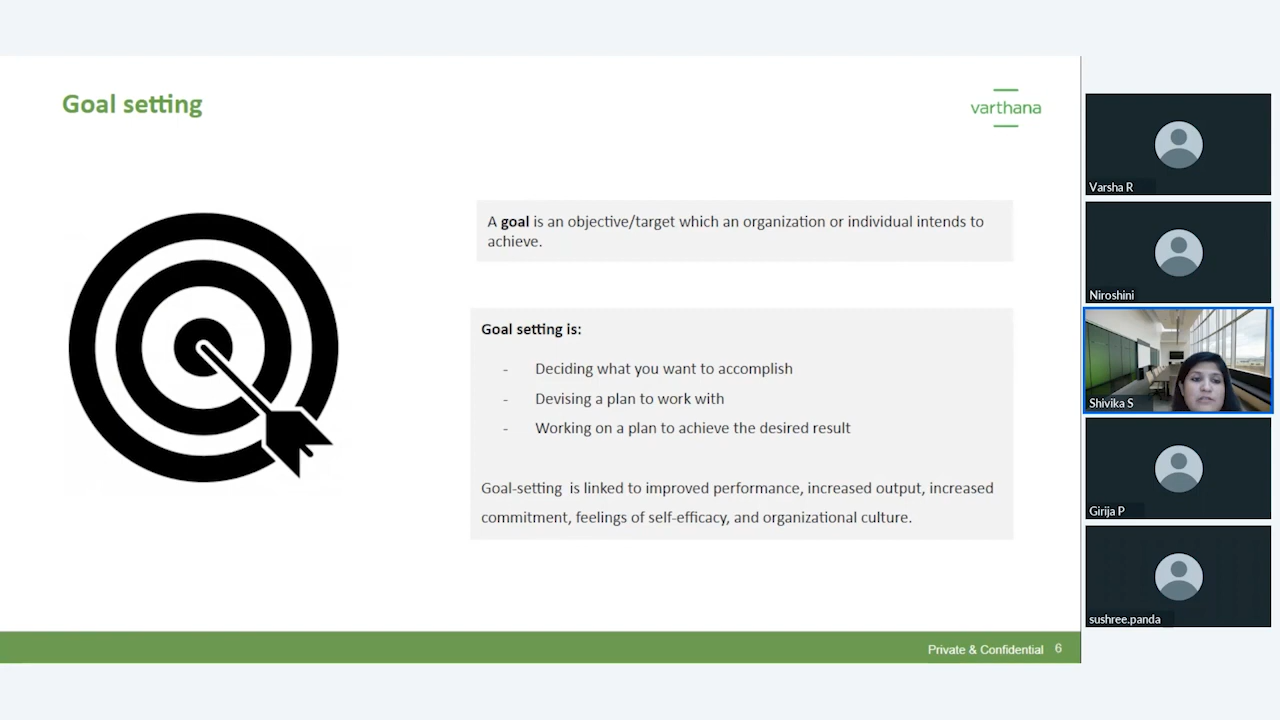 Goal setting
varthana
A goal is an objective/target which an organization or individual intends to
achieve.
Goal setting is:
- Deciding what you want to accomplish
- Devising a plan to work with
- Working on a plan to achieve the desired result
Goal-setting is linked to improved performance, increased output, increased
commitment, feelings of self-efficacy, and organizational culture.
Private & Confidential 6
Varsha R
Niroshini
Shivika S
Girija P
sushree.panda